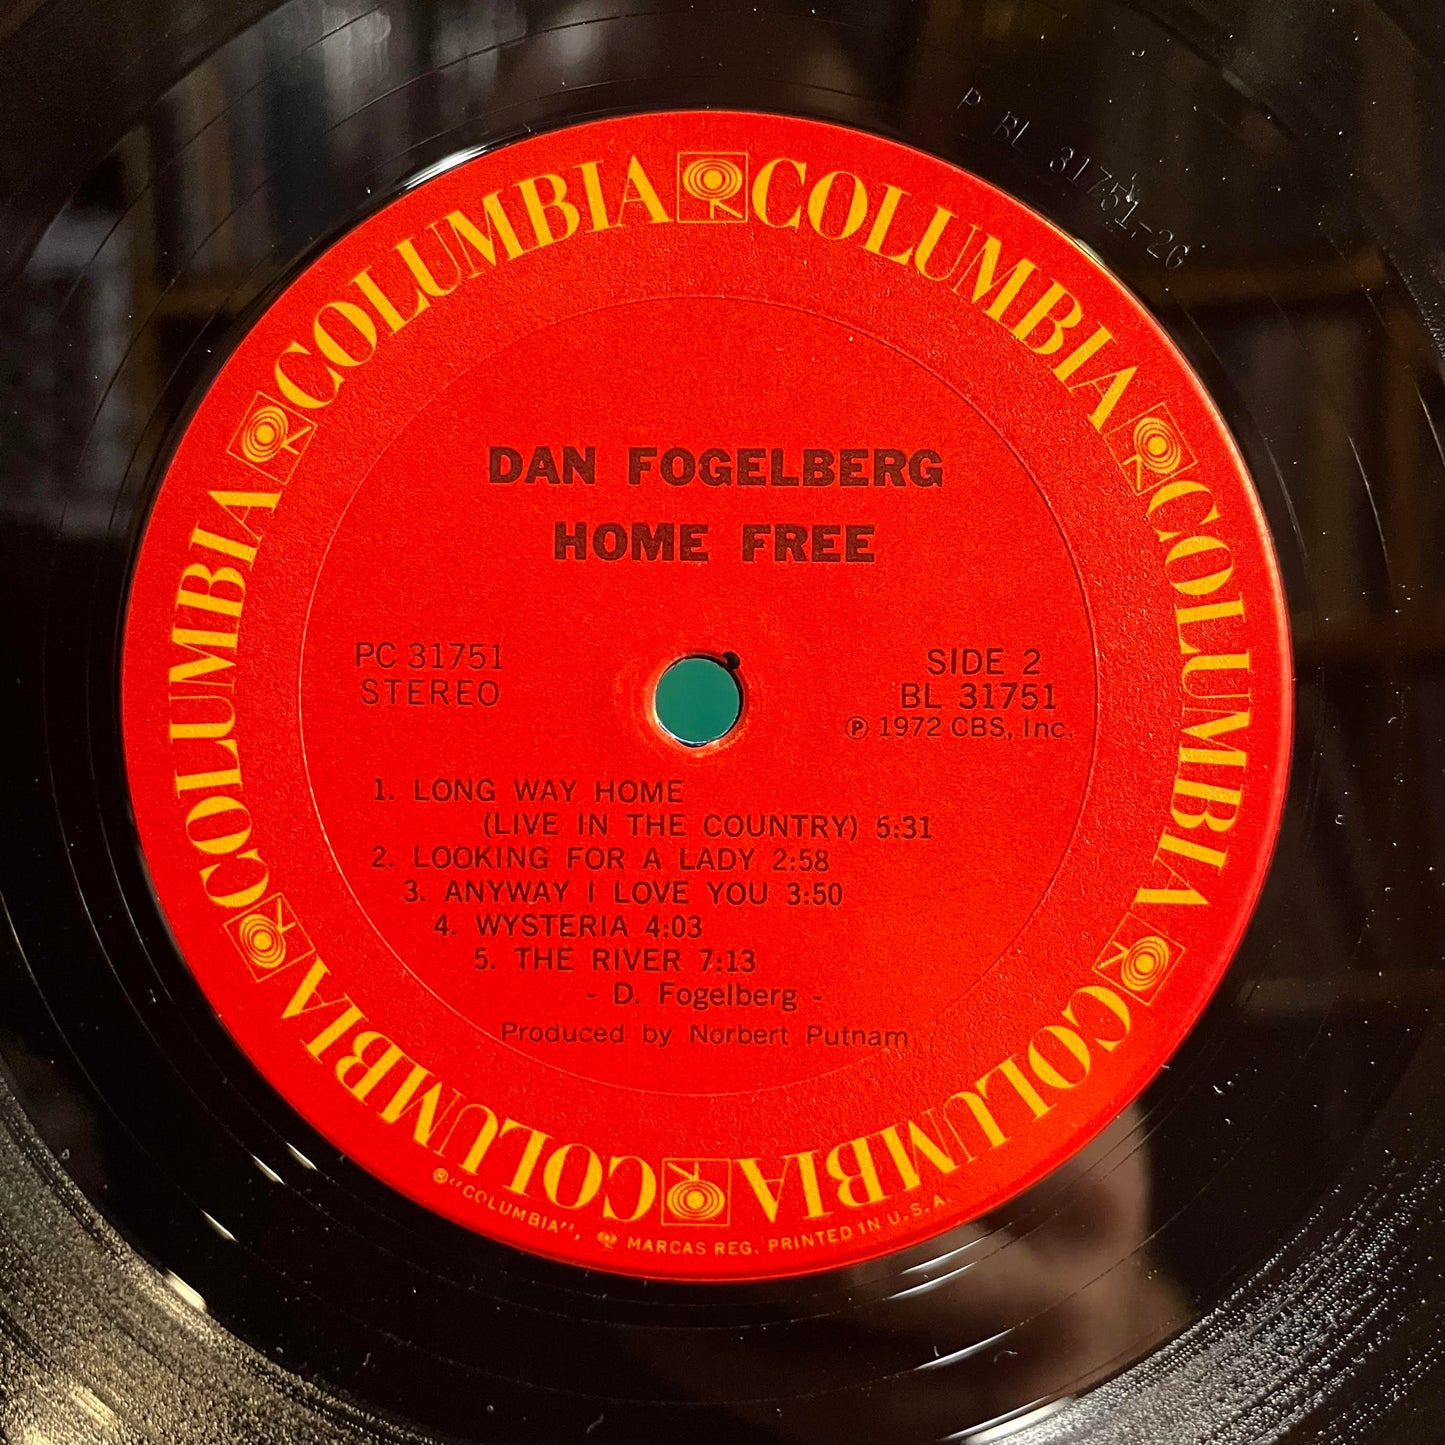 P BL 31751-2G
COLUMBIA COLUMBIA COLUMBIA COLUMBIA COLUMBIA COLUMBIA
DAN FOGELBERG
HOME FREE
PC 31751
STEREO
SIDE 2
BL 31751
Ⓟ 1972 CBS, Inc.
1. LONG WAY HOME
(LIVE IN THE COUNTRY) 5:31
2. LOOKING FOR A LADY 2:58
3. ANYWAY I LOVE YOU 3:50
4. WYSTERIA 4:03
5. THE RIVER 7:13
- D. Fogelberg -
Produced by Norbert Putnam
®"COLUMBIA", MARCAS REG. PRINTED IN U.S.A.